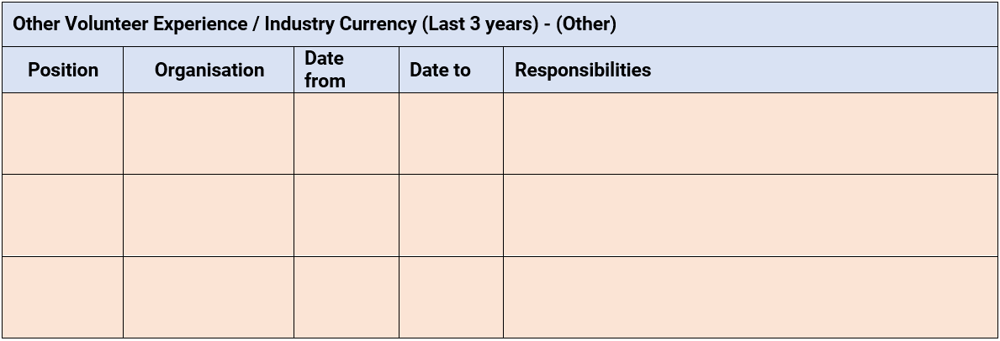 Other Volunteer Experience / Industry Currency (Last 3 years) - (Other)
Position Organisation Date from Date to Responsibilities